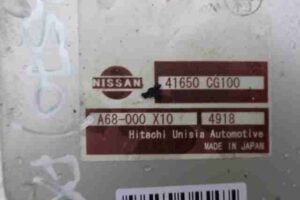 NISSAN
41650 CG100
A68-000 X10
4918
Hitachi Unisia Automotive
MADE IN JAPAN